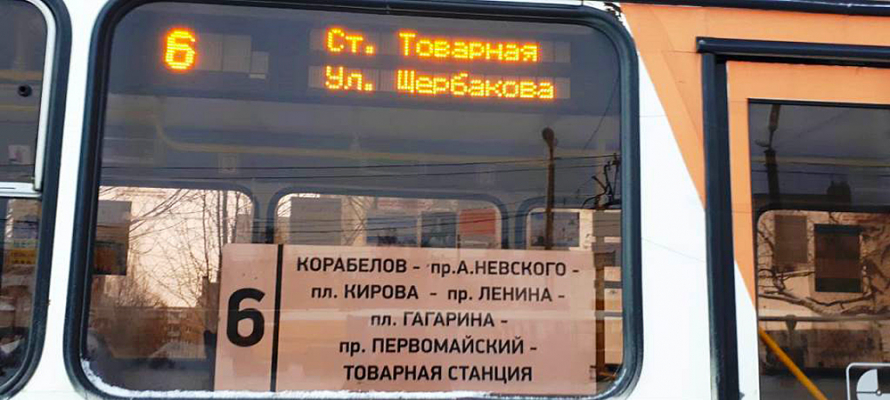 6 Ст. Товарная
Ул. Щербакова
6
КОРАБЕЛОВ - пр.А.НЕВСКОГО -
пл. КИРОВА - пр. ЛЕНИНА -
пл. ГАГАРИНА -
пр. ПЕРВОМАЙСКИЙ -
ТОВАРНАЯ СТАНЦИЯ